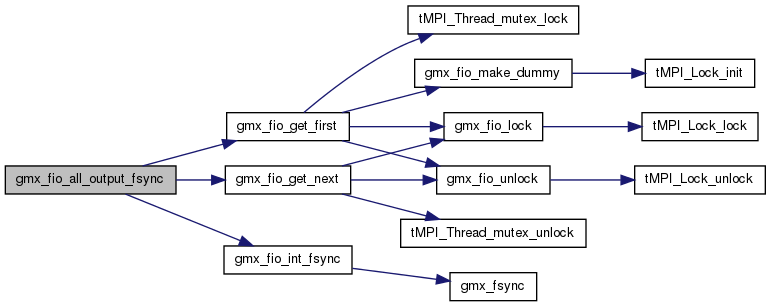 tMPI_Thread_mutex_lock
gmx_fio_make_dummy
tMPI_Lock_init
gmx_fio_get_first
gmx_fio_lock
tMPI_Lock_lock
gmx_fio_all_output_fsync
gmx_fio_get_next
gmx_fio_unlock
tMPI_Lock_unlock
tMPI_Thread_mutex_unlock
gmx_fio_int_fsync
gmx_fsync